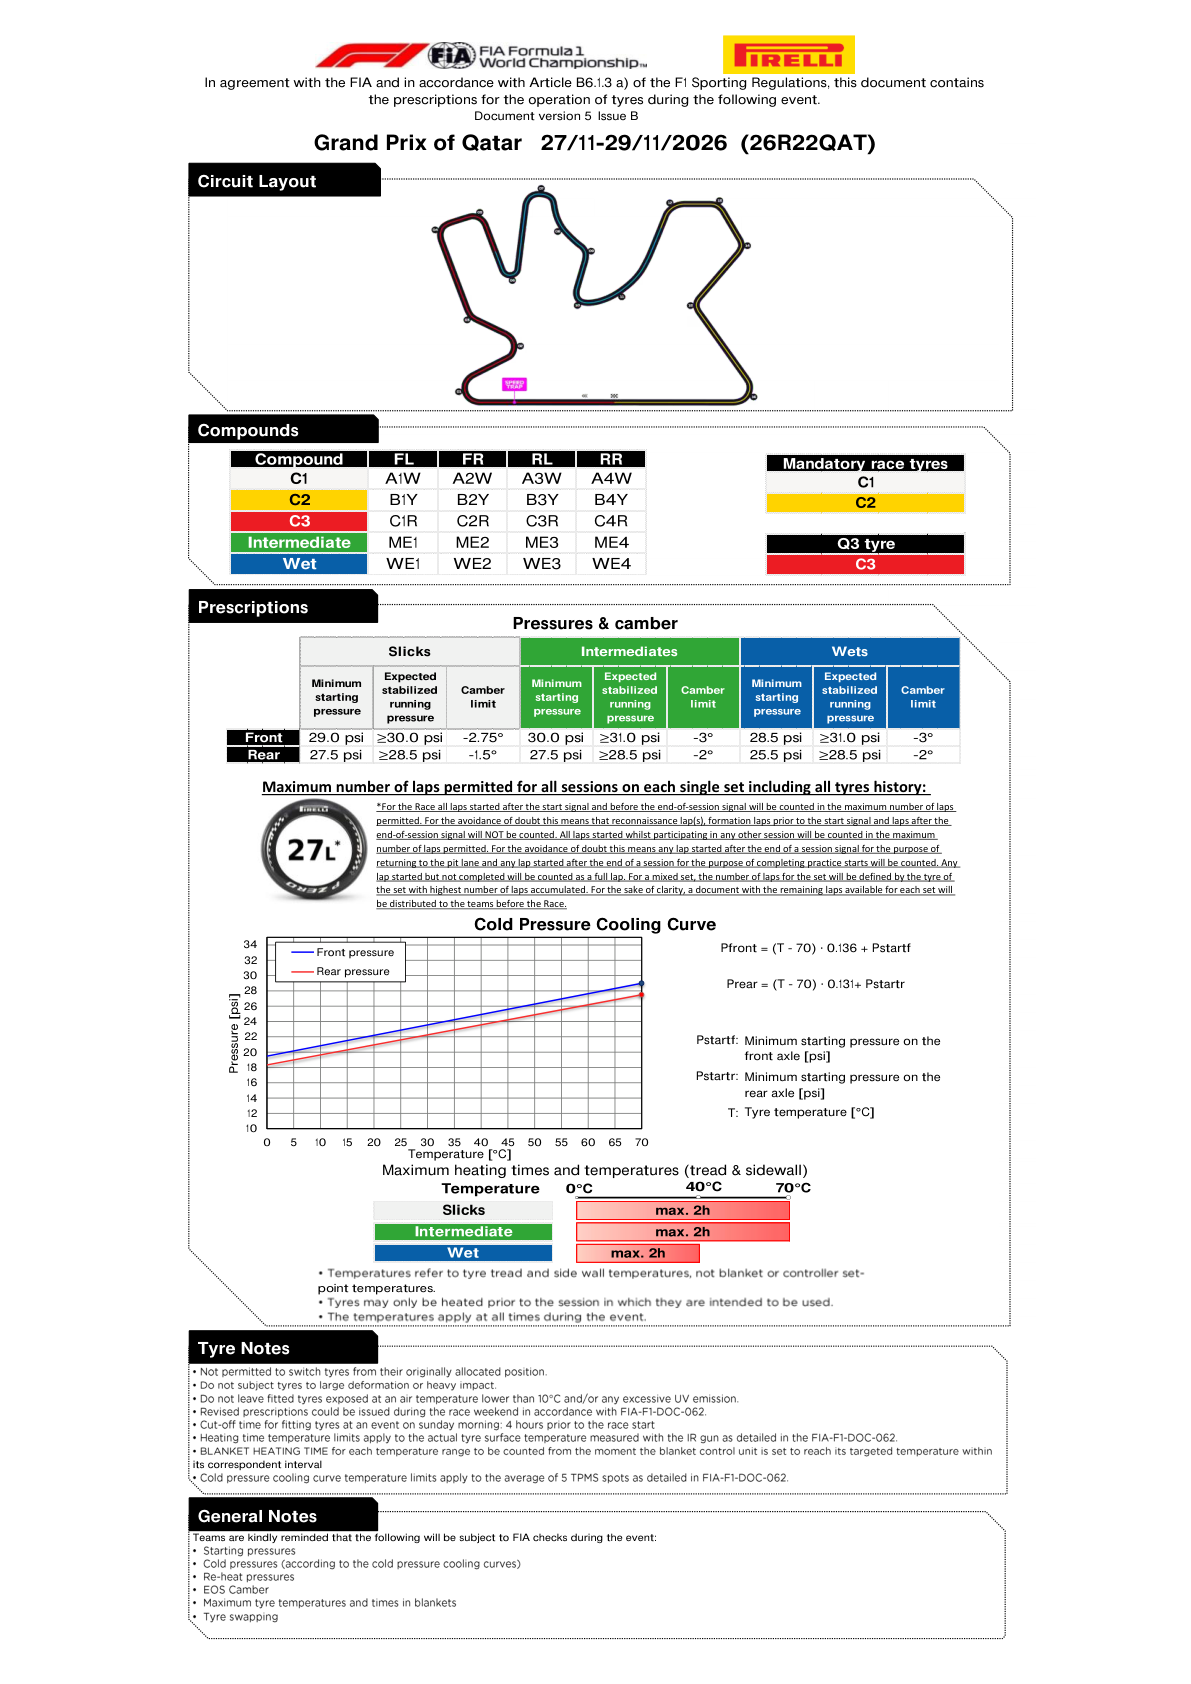 F1 FIA FIA Formula 1
World Championship™
PIRELLI
In agreement with the FIA and in accordance with Article B6.1.3 a) of the F1 Sporting Regulations, this document contains
the prescriptions for the operation of tyres during the following event.
Document version 5 Issue B
Grand Prix of Qatar 27/11-29/11/2026 (26R22QAT)
Circuit Layout
SPEED TRAP
Compounds
Compound FL FR RL RR
C1 A1W A2W A3W A4W
C2 B1Y B2Y B3Y B4Y
C3 C1R C2R C3R C4R
Intermediate ME1 ME2 ME3 ME4
Wet WE1 WE2 WE3 WE4
Mandatory race tyres
C1
C2
Q3 tyre
C3
Prescriptions
Pressures & camber
Slicks Intermediates Wets
Minimum starting pressure Expected stabilized running pressure Camber limit Minimum starting pressure Expected stabilized running pressure Camber limit Minimum starting pressure Expected stabilized running pressure Camber limit
Front 29.0 psi ≥30.0 psi -2.75° 30.0 psi ≥31.0 psi -3° 28.5 psi ≥31.0 psi -3°
Rear 27.5 psi ≥28.5 psi -1.5° 27.5 psi ≥28.5 psi -2° 25.5 psi ≥28.5 psi -2°
Maximum number of laps permitted for all sessions on each single set including all tyres history:
27L*
P ZERO
*For the Race all laps started after the start signal and before the end-of-session signal will be counted in the maximum number of laps
permitted. For the avoidance of doubt this means that reconnaissance lap(s), formation laps prior to the start signal and laps after the
end-of-session signal will NOT be counted. All laps started whilst participating in any other session will be counted in the maximum
number of laps permitted. For the avoidance of doubt this means any lap started after the end of a session signal for the purpose of
returning to the pit lane and any lap started after the end of a session for the purpose of completing practice starts will be counted. Any
lap started but not completed will be counted as a full lap. For a mixed set, the number of laps for the set will be defined by the tyre of
the set with highest number of laps accumulated. For the sake of clarity, a document with the remaining laps available for each set will
be distributed to the teams before the Race.
Cold Pressure Cooling Curve
Front pressure
Rear pressure
34
32
30
28
26
24
22
20
18
16
14
12
10
Pressure [psi]
0 5 10 15 20 25 30 35 40 45 50 55 60 65 70
Temperature [°C]
Pfront = (T - 70) · 0.136 + Pstartf
Prear = (T - 70) · 0.131+ Pstartr
Pstartf: Minimum starting pressure on the
front axle [psi]
Pstartr: Minimum starting pressure on the
rear axle [psi]
T: Tyre temperature [°C]
Maximum heating times and temperatures (tread & sidewall)
Temperature 0°C 40°C 70°C
Slicks max. 2h
Intermediate max. 2h
Wet max. 2h
• Temperatures refer to tyre tread and side wall temperatures, not blanket or controller set-
point temperatures.
• Tyres may only be heated prior to the session in which they are intended to be used.
• The temperatures apply at all times during the event.
Tyre Notes
• Not permitted to switch tyres from their originally allocated position.
• Do not subject tyres to large deformation or heavy impact.
• Do not leave fitted tyres exposed at an air temperature lower than 10°C and/or any excessive UV emission.
• Revised prescriptions could be issued during the race weekend in accordance with FIA-F1-DOC-062.
• Cut-off time for fitting tyres at an event on sunday morning: 4 hours prior to the race start
• Heating time temperature limits apply to the actual tyre surface temperature measured with the IR gun as detailed in the FIA-F1-DOC-062.
• BLANKET HEATING TIME for each temperature range to be counted from the moment the blanket control unit is set to reach its targeted temperature within
its correspondent interval
• Cold pressure cooling curve temperature limits apply to the average of 5 TPMS spots as detailed in FIA-F1-DOC-062.
General Notes
Teams are kindly reminded that the following will be subject to FIA checks during the event:
• Starting pressures
• Cold pressures (according to the cold pressure cooling curves)
• Re-heat pressures
• EOS Camber
• Maximum tyre temperatures and times in blankets
• Tyre swapping